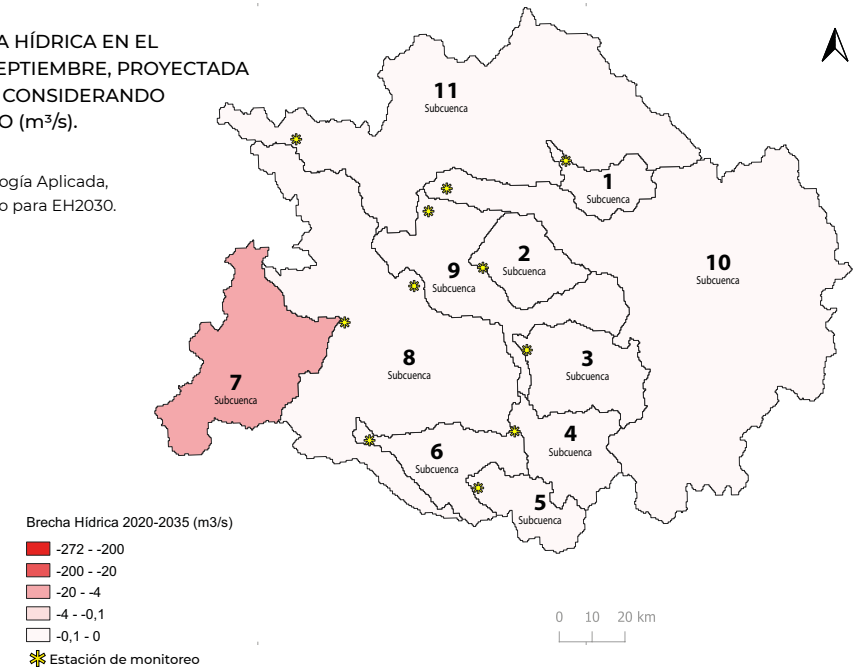 A HÍDRICA EN EL
EPTIEMBRE, PROYECTADA
CONSIDERANDO
O (m³/s).
ogía Aplicada,
o para EH2030.
11
Subcuenca
1
Subcuenca
2
Subcuenca
9
Subcuenca
10
Subcuenca
8
Subcuenca
3
Subcuenca
7
Subcuenca
4
Subcuenca
6
Subcuenca
5
Subcuenca
Brecha Hídrica 2020-2035 (m3/s)
-272 - -200
-200 - -20
-20 - -4
-4 - -0,1
-0,1 - 0
Estación de monitoreo
0 10 20 km